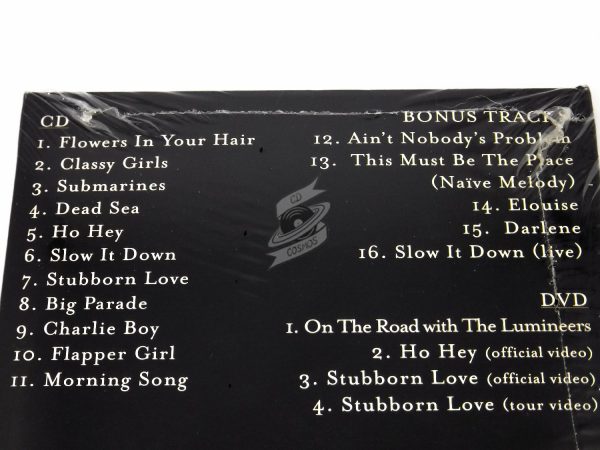 CD
1. Flowers In Your Hair
2. Classy Girls
3. Submarines
4. Dead Sea
5. Ho Hey
6. Slow It Down
7. Stubborn Love
8. Big Parade
9. Charlie Boy
10. Flapper Girl
11. Morning Song
BONUS TRACKS
12. Ain't Nobody's Problem
13. This Must Be The Place
(Naïve Melody)
14. Elouise
15. Darlene
16. Slow It Down (live)
DVD
1. On The Road with The Lumineers
2. Ho Hey (official video)
3. Stubborn Love (official video)
4. Stubborn Love (tour video)
CD
COSMOS